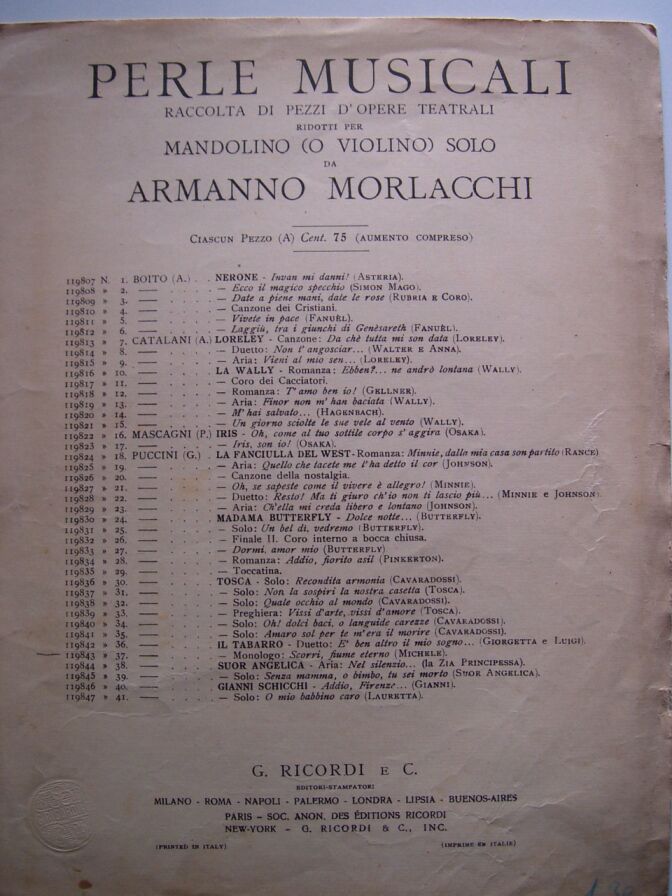 PERLE MUSICALI
RACCOLTA DI PEZZI D'OPERE TEATRALI
RIDOTTI PER
MANDOLINO (O VIOLINO) SOLO
DA
ARMANNO MORLACCHI
CIASCUN PEZZO (A) Cent. 75 (AUMENTO COMPRESO)
119807 N. 1. BOITO (A.) . . NERONE - Invan mi danni! (ASTERIA).
119808 » 2. — . . . . — Ecco il magico specchio (SIMON MAGO).
119809 » 3. — . . . . — Date a piene mani, date le rose (RUBRIA E CORO).
119810 » 4. — . . . . — Canzone dei Cristiani.
119811 » 5. — . . . . — Vivete in pace (FANUÈL).
119812 » 6. — . . . . — Laggiù, tra i giunchi di Genèsareth (FANUÈL).
119813 » 7. CATALANI (A.) LORELEY - Canzone: Da chè tutta mi son data (LORELEY).
119814 » 8. — . . . . — Duetto: Non t'angosciar... (WALTER E ANNA).
119815 » 9. — . . . . — Aria: Vieni al mio sen... (LORELEY).
119816 » 10. — . . . . LA WALLY - Romanza: Ebben?... ne andrò lontana (WALLY).
119817 » 11. — . . . . — Coro dei Cacciatori.
119818 » 12. — . . . . — Romanza: T'amo ben io! (GELLNER).
119819 » 13. — . . . . — Aria: Finor non m'han baciata (WALLY).
119820 » 14. — . . . . — M'hai salvato... (HAGENBACH).
119821 » 15. — . . . . — Un giorno sciolte le sue vele al vento (WALLY).
119822 » 16. MASCAGNI (P.) IRIS - Oh, come al tuo sottile corpo s'aggira (OSAKA).
119823 » 17. — . . . . — Iris, son io! (OSAKA).
119824 » 18. PUCCINI (G.) . LA FANCIULLA DEL WEST - Romanza: Minnie, dalla mia casa son partito (RANCE)
119825 » 19. — . . . . — Aria: Quello che tacete me l'ha detto il cor (JOHNSON).
119826 » 20. — . . . . — Canzone della nostalgia.
119827 » 21. — . . . . — Oh, se sapeste come il vivere è allegro! (MINNIE).
119828 » 22. — . . . . — Duetto: Resto! Ma ti giuro ch'io non ti lascio più... (MINNIE E JOHNSON).
119829 » 23. — . . . . — Aria: Ch'ella mi creda libero e lontano (JOHNSON).
119830 » 24. — . . . . MADAMA BUTTERFLY - Dolce notte... (BUTTERFLY).
119831 » 25. — . . . . — Solo: Un bel dì, vedremo (BUTTERFLY).
119832 » 26. — . . . . — Finale II. Coro interno a bocca chiusa.
119833 » 27. — . . . . — Dormi, amor mio (BUTTERFLY)
119834 » 28. — . . . . — Romanza: Addio, fiorito asil (PINKERTON).
119835 » 29. — . . . . — Toccatina.
119836 » 30. — . . . . TOSCA - Solo: Recondita armonia (CAVARADOSSI).
119837 » 31. — . . . . — Solo: Non la sospiri la nostra casetta (TOSCA).
119838 » 32. — . . . . — Solo: Quale occhio al mondo (CAVARADOSSI).
119839 » 33. — . . . . — Preghiera: Vissi d'arte, vissi d'amore (TOSCA).
119840 » 34. — . . . . — Solo: Oh! dolci baci, o languide carezze (CAVARADOSSI).
119841 » 35. — . . . . — Solo: Amaro sol per te m'era il morire (CAVARADOSSI).
119842 » 36. — . . . . IL TABARRO - Duetto: E' ben altro il mio sogno... (GIORGETTA E LUIGI).
119843 » 37. — . . . . — Monologo: Scorri, fiume eterno (MICHELE).
119844 » 38. — . . . . SUOR ANGELICA - Aria: Nel silenzio... (la ZIA PRINCIPESSA).
119845 » 39. — . . . . — Solo: Senza mamma, o bimbo, tu sei morto (SUOR ANGELICA).
119846 » 40. — . . . . GIANNI SCHICCHI - Addio, Firenze... (GIANNI).
119847 » 41. — . . . . — Solo: O mio babbino caro (LAURETTA).
G. RICORDI E C.
EDITORI-STAMPATORI
MILANO - ROMA - NAPOLI - PALERMO - LONDRA - LIPSIA - BUENOS-AIRES
PARIS - SOC. ANON. DES ÉDITIONS RICORDI
NEW-YORK - G. RICORDI & C., INC.
(PRINTED IN ITALY) (IMPRIMÉ EN ITALIE)